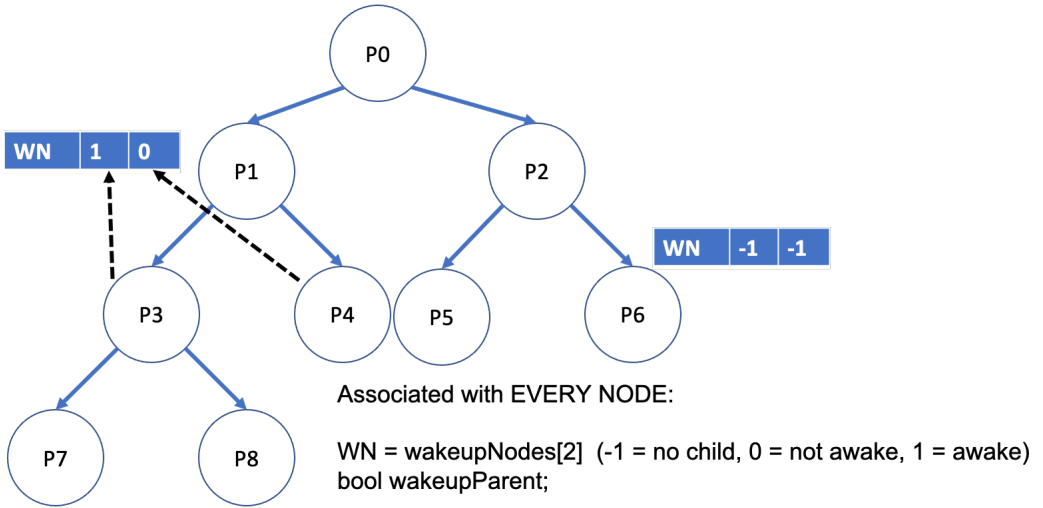 P0
WN 1 0
P1
P2
WN -1 -1
P3
P4
P5
P6
Associated with EVERY NODE:
P7
P8
WN = wakeupNodes[2] (-1 = no child, 0 = not awake, 1 = awake)
bool wakeupParent;